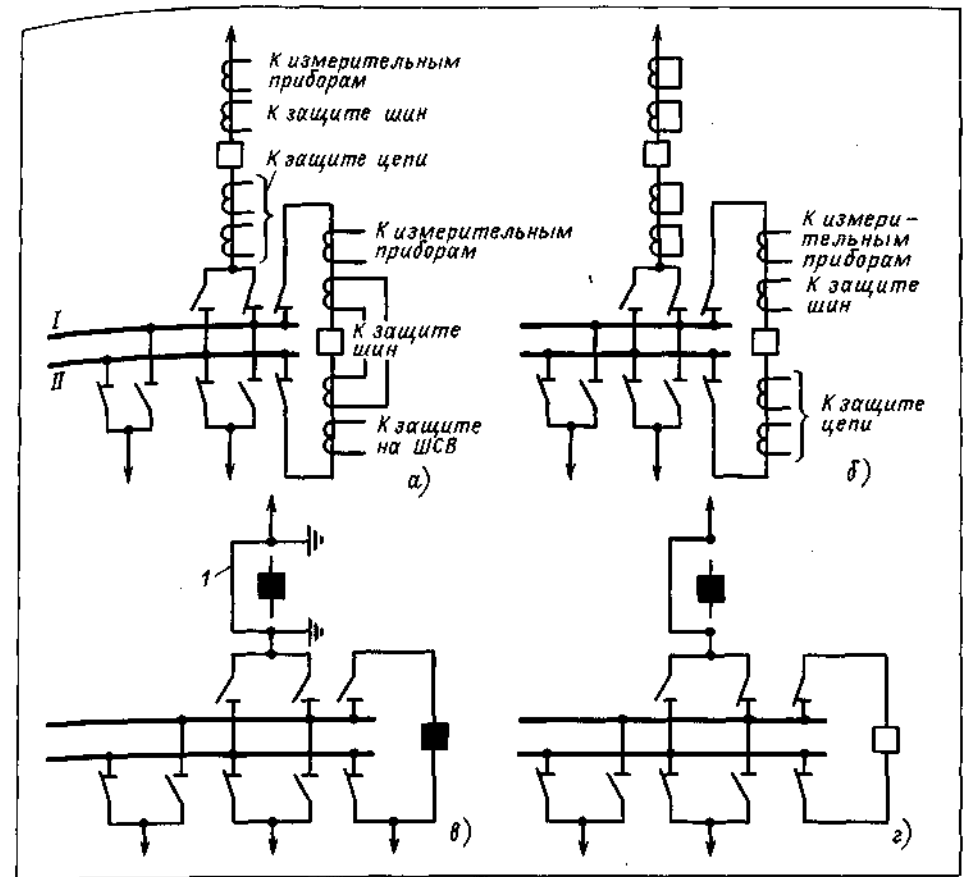 К измерительным
приборам
К защите шин
К защите цепи
К измерительным
приборам
I
II
К защите
шин
К защите
на ШСВ
а)
К измери-
тельным
приборам
К защите
шин
К защите
цепи
б)
1
в)
г)